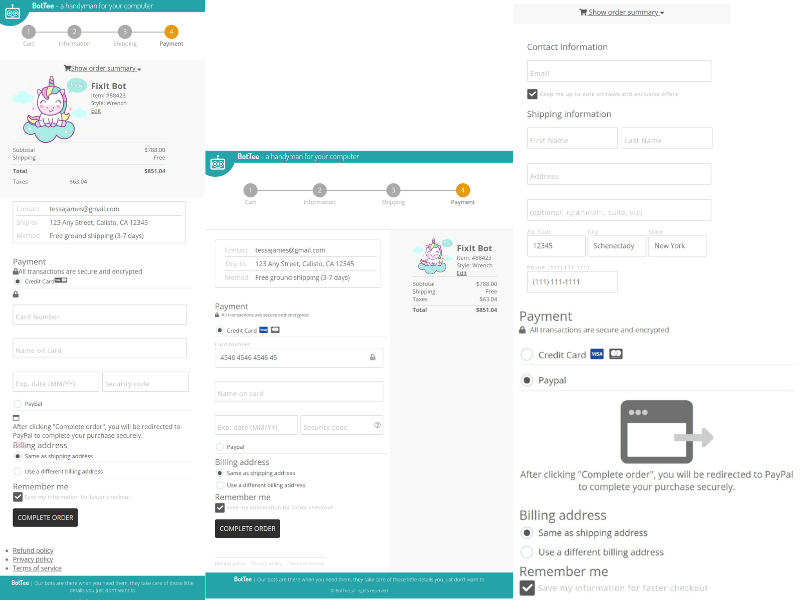 BotTee - a handyman for your computer
1 2 3 4
Cart Information Shipping Payment
Show order summary
FixIt Bot
Item: #88423
Style: Wrench
Edit
Subtotal $788.00
Shipping Free
Total $851.04
Taxes $63.04
Contact tessajames@gmail.com
Ship to 123 Any Street, Calisto, CA 12345
Method Free ground shipping (3-7 days)
Payment
All transactions are secure and encrypted
Credit Card
Card Number
Name on card
Exp. date (MM/YY) Security code
Paypal
After clicking "Complete order", you will be redirected to
PayPal to complete your purchase securely.
Billing address
Same as shipping address
Use a different billing address
Remember me
Save my information for faster checkout
COMPLETE ORDER
Refund policy
Privacy policy
Terms of service
BotTee | Our bots are there when you need them, they take care of those little
details you just don't want to
BotTee - a handyman for your computer
1 2 3 4
Cart Information Shipping Payment
Contact tessajames@gmail.com
Ship to 123 Any Street, Calisto, CA 12345
Method Free ground shipping (3-7 days)
Payment
All transactions are secure and encrypted
Credit Card VISA
Card Number
4546 4546 4546 45
Name on card
Exp. date (MM/YY) Security code
Paypal
Billing address
Same as shipping address
Use a different billing address
Remember me
Save my information for faster checkout
COMPLETE ORDER
Refund policy Privacy policy Terms of service
FixIt Bot
Item: #88423
Style: Wrench
Edit
Subtotal $788.00
Shipping Free
Taxes $63.04
Total $851.04
BotTee | Our bots are there when you need them, they take care of those little details you just don't want to
© BotTee, all rights reserved
Show order summary
Contact Information
Email
Keep me up to date on news and exclusive offers
Shipping information
First Name Last Name
Address
(optional) Apartment, suite, etc)
Zip Code City State
12345 Schenectady New York
Phone: (111) 111-1111
(111) 111-1111
Payment
All transactions are secure and encrypted
Credit Card VISA
Paypal
After clicking "Complete order", you will be redirected to PayPal
to complete your purchase securely.
Billing address
Same as shipping address
Use a different billing address
Remember me
Save my information for faster checkout